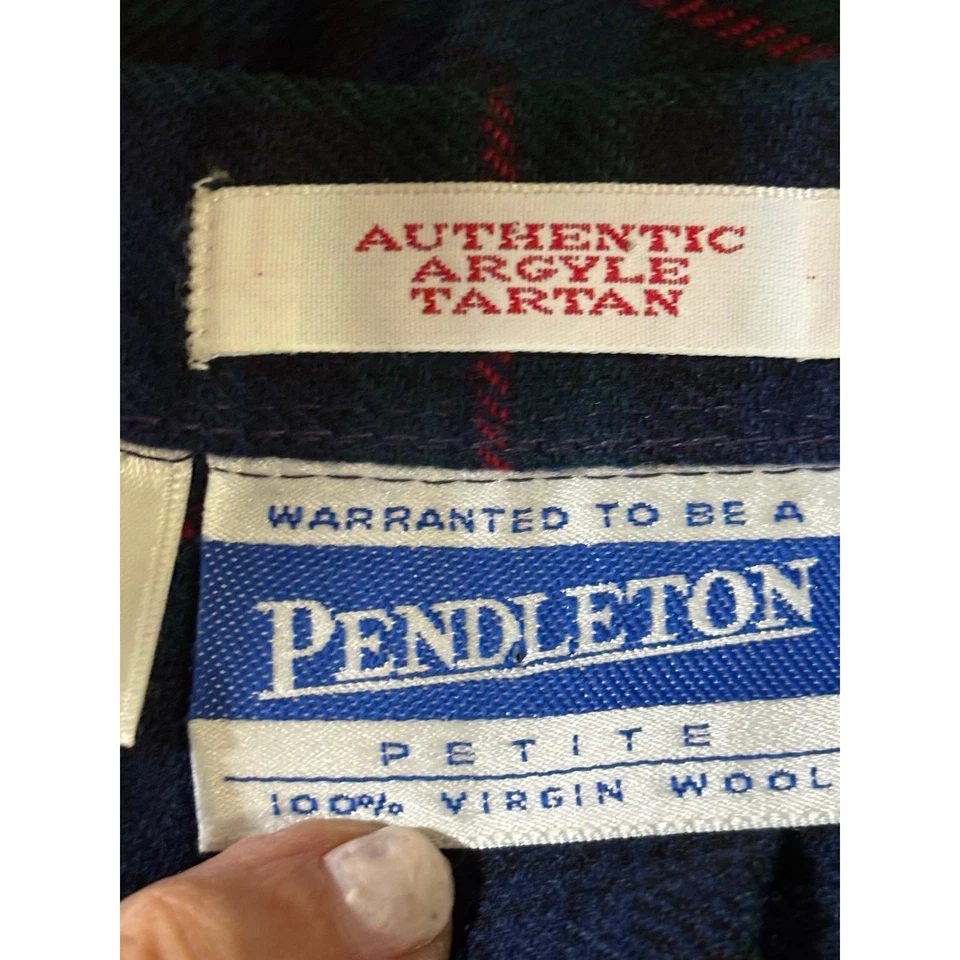 AUTHENTIC
ARGYLE
TARTAN
WARRANTED TO BE A
PENDLETON
PETITE
100% VIRGIN WOOL